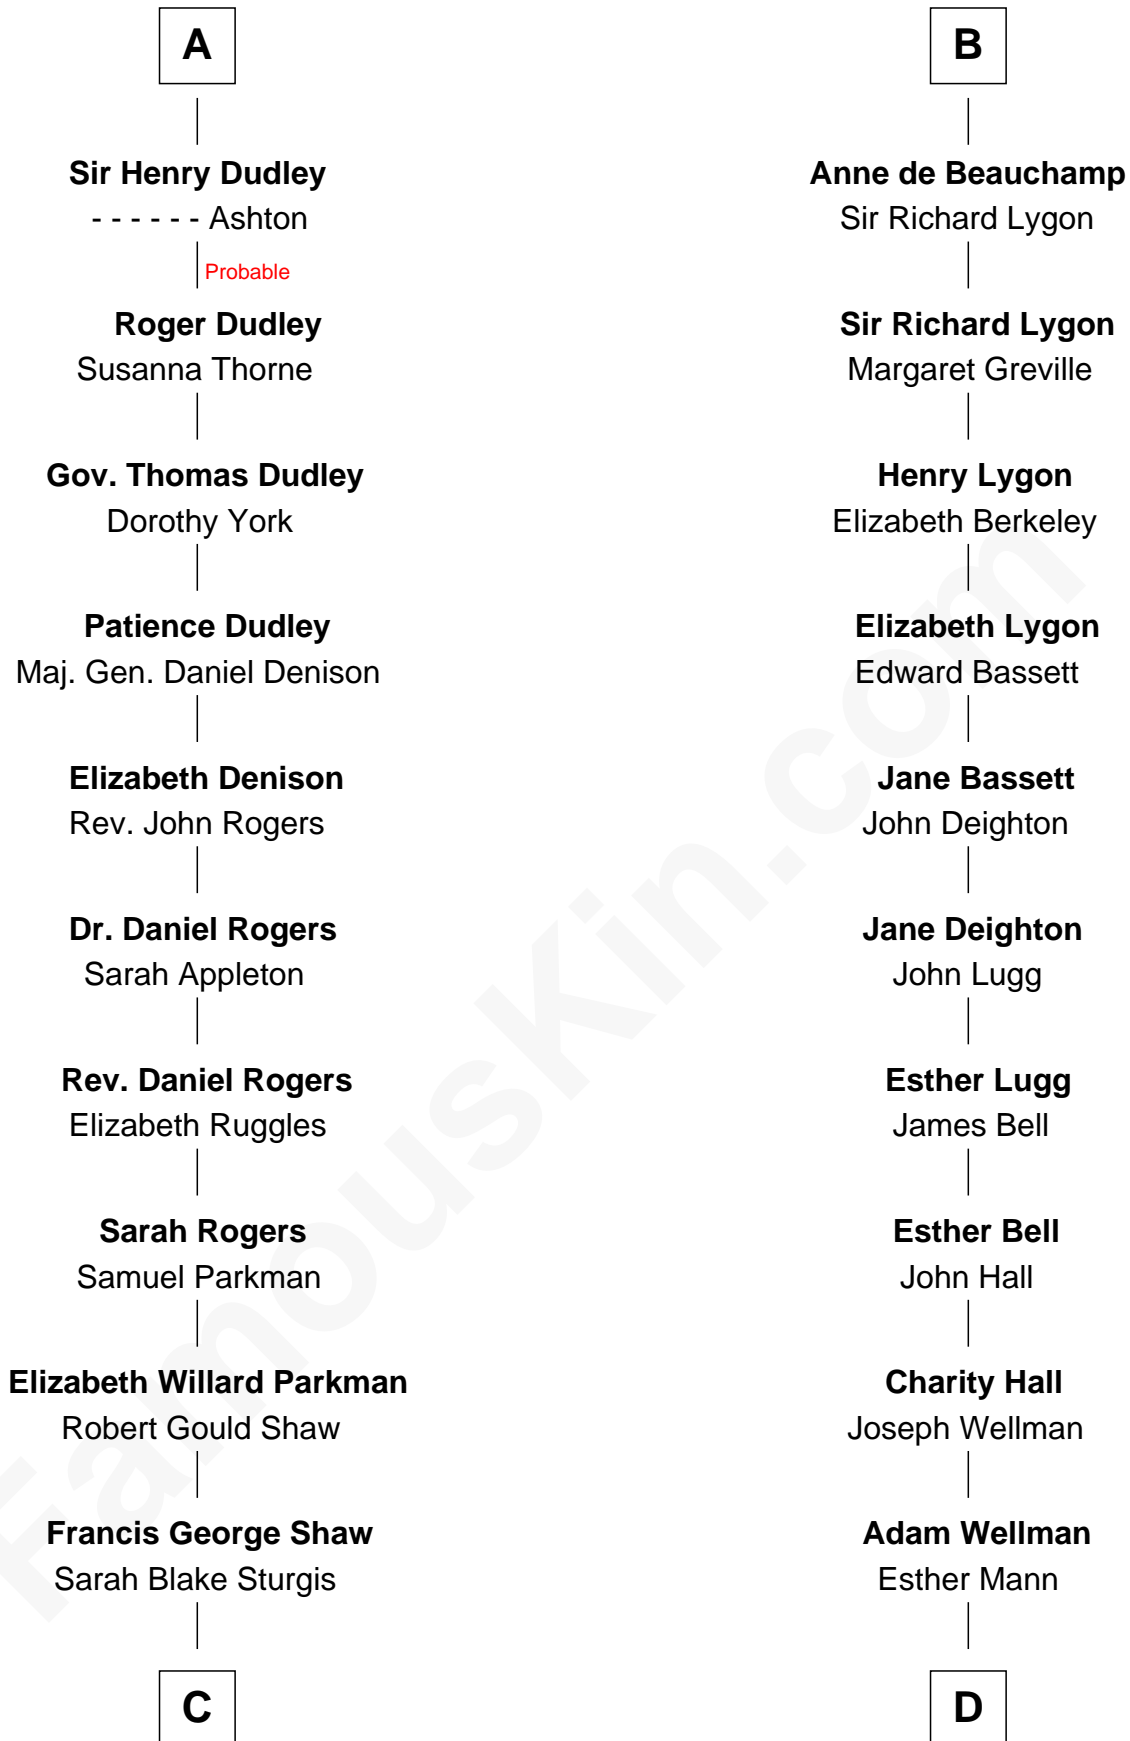 A
Sir Henry Dudley
- - - - - - Ashton
Probable
Roger Dudley
Susanna Thorne
Gov. Thomas Dudley
Dorothy York
Patience Dudley
Maj. Gen. Daniel Denison
Elizabeth Denison
Rev. John Rogers
Dr. Daniel Rogers
Sarah Appleton
Rev. Daniel Rogers
Elizabeth Ruggles
Sarah Rogers
Samuel Parkman
Elizabeth Willard Parkman
Robert Gould Shaw
Francis George Shaw
Sarah Blake Sturgis
C
B
Anne de Beauchamp
Sir Richard Lygon
Sir Richard Lygon
Margaret Greville
Henry Lygon
Elizabeth Berkeley
Elizabeth Lygon
Edward Bassett
Jane Bassett
John Deighton
Jane Deighton
John Lugg
Esther Lugg
James Bell
Esther Bell
John Hall
Charity Hall
Joseph Wellman
Adam Wellman
Esther Mann
D
FamousKin.com